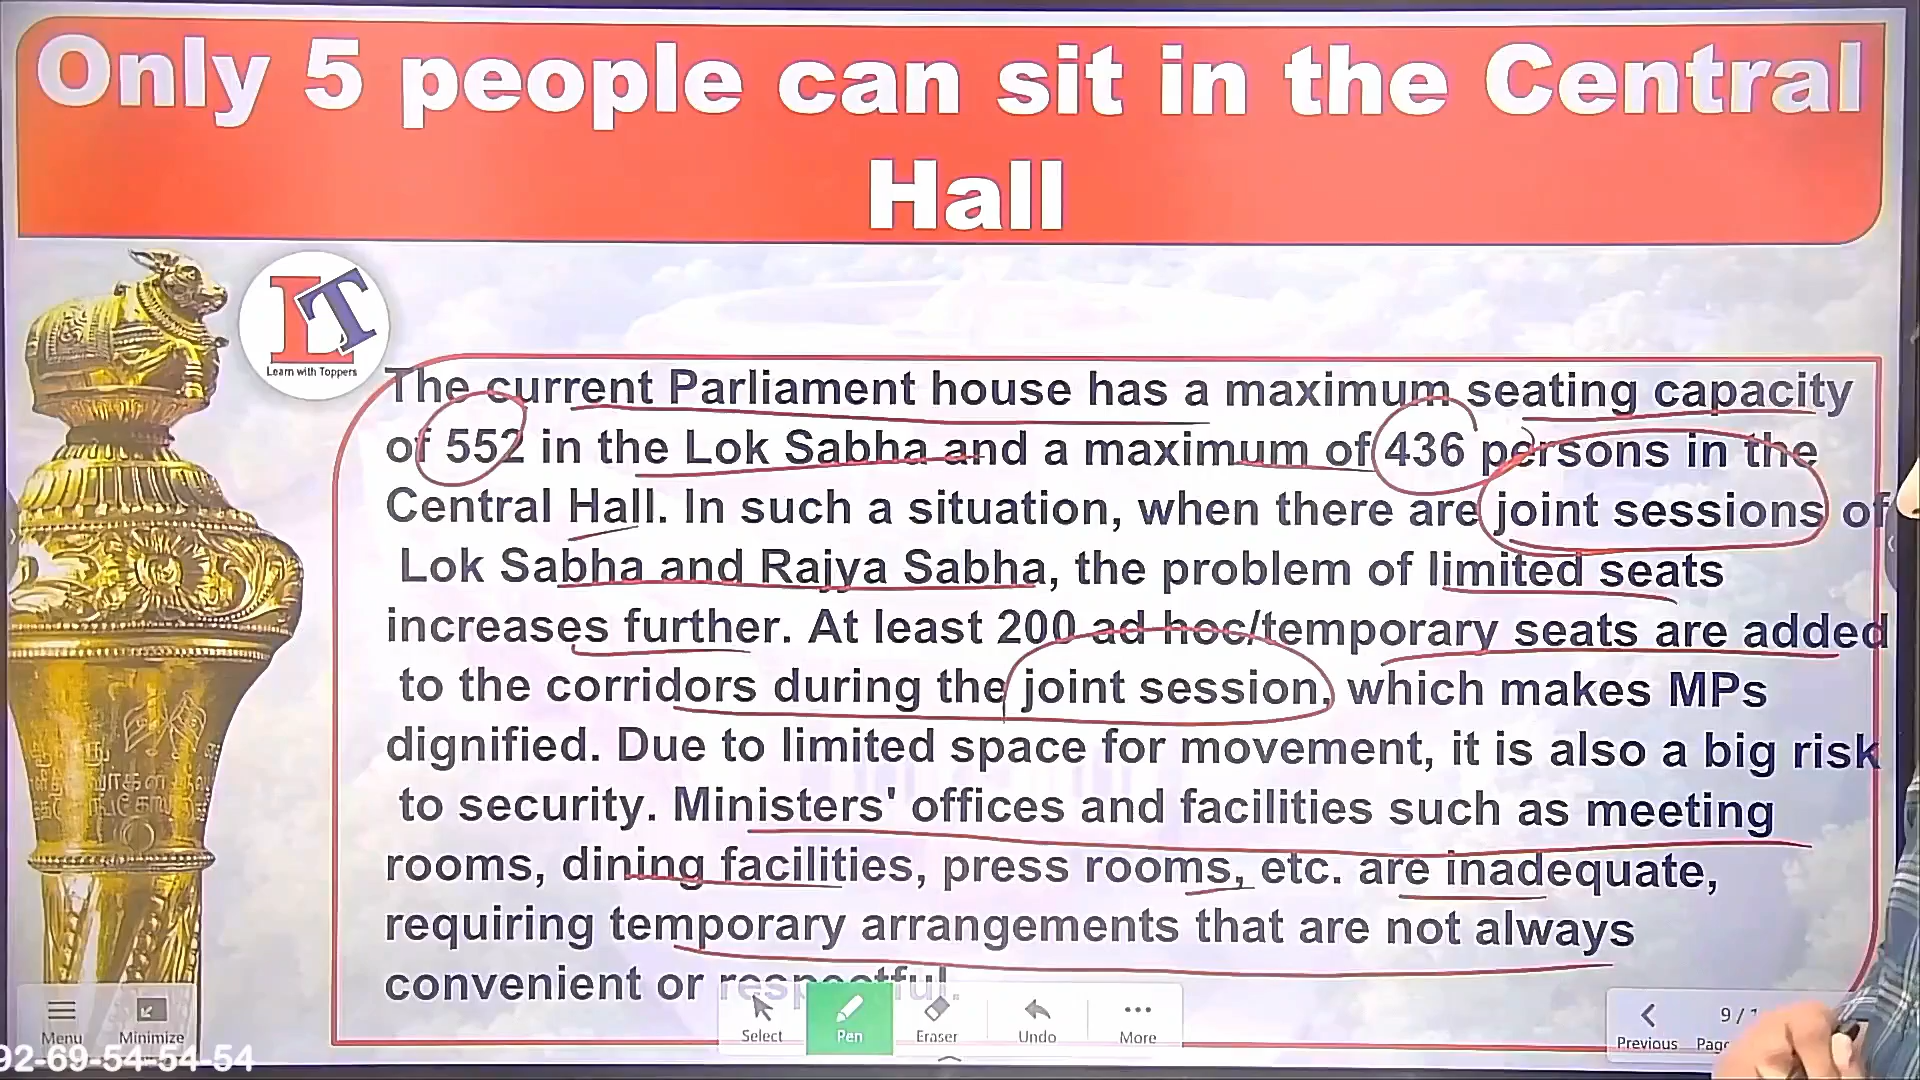 Only 5 people can sit in the Central
Hall
LT
Learn with Toppers
The current Parliament house has a maximum seating capacity
of 552 in the Lok Sabha and a maximum of 436 persons in the
Central Hall. In such a situation, when there are joint sessions of
Lok Sabha and Rajya Sabha, the problem of limited seats
increases further. At least 200 ad hoc/temporary seats are added
to the corridors during the joint session, which makes MPs
dignified. Due to limited space for movement, it is also a big risk
to security. Ministers' offices and facilities such as meeting
rooms, dining facilities, press rooms, etc. are inadequate,
requiring temporary arrangements that are not always
convenient or respectful.
Select Pen Eraser Undo More
Menu Minimize
Previous 9 /
92-69-54-54-54